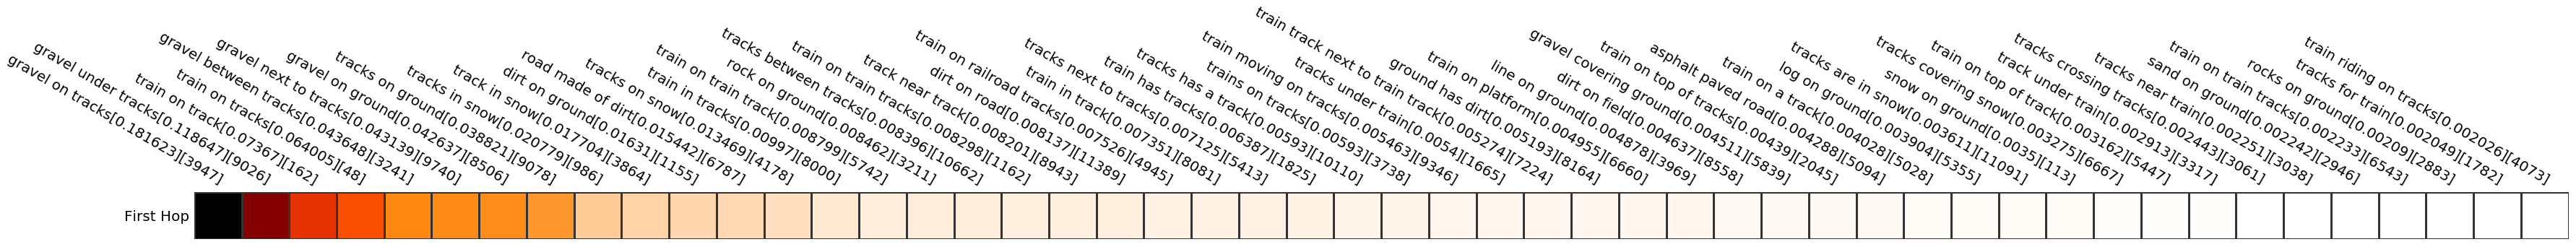 gravel on tracks[0.181623][3947]
gravel under tracks[0.118647][9026]
train on track[0.07367][162]
train on tracks[0.064005][48]
gravel between tracks[0.043648][3241]
gravel next to tracks[0.043139][9740]
gravel on ground[0.042637][8506]
tracks on ground[0.038821][9078]
tracks in snow[0.020779][986]
track in snow[0.017704][3864]
dirt on ground[0.01631][1155]
road made of dirt[0.015442][6787]
tracks on snow[0.013469][4178]
train in tracks[0.00997][8000]
train on train track[0.008799][5742]
rock on ground[0.008462][3211]
tracks between tracks[0.008396][1062]
train on train tracks[0.008298][1162]
track near track[0.008201][8943]
dirt on road[0.008137][1389]
train on railroad tracks[0.007526][4945]
train in track[0.007351][8081]
tracks next to tracks[0.007125][5413]
train has tracks[0.006387][1825]
tracks has a track[0.00593][1010]
trains on tracks[0.00593][3738]
train moving on tracks[0.005463][9346]
tracks under train[0.0054][1665]
train track next to train track[0.005274][724]
ground has dirt[0.005193][8164]
train on platform[0.004955][6660]
line on ground[0.004878][3969]
dirt on field[0.004637][8558]
gravel covering ground[0.004511][5839]
train on top of tracks[0.00439][2045]
asphalt paved road[0.004288][5094]
train on a track[0.004028][5028]
log on ground[0.003904][5355]
tracks are in snow[0.003611][1091]
snow on ground[0.0035][113]
tracks covering snow[0.003275][6667]
train on top of track[0.003162][5447]
track under train[0.002913][3317]
tracks crossing tracks[0.002443][3061]
tracks near train[0.002251][3038]
sand on ground[0.002242][2946]
train on train tracks[0.002233][6543]
rocks on ground[0.00209][2883]
tracks for train[0.002049][1782]
train riding on tracks[0.002026][4073]
First Hop